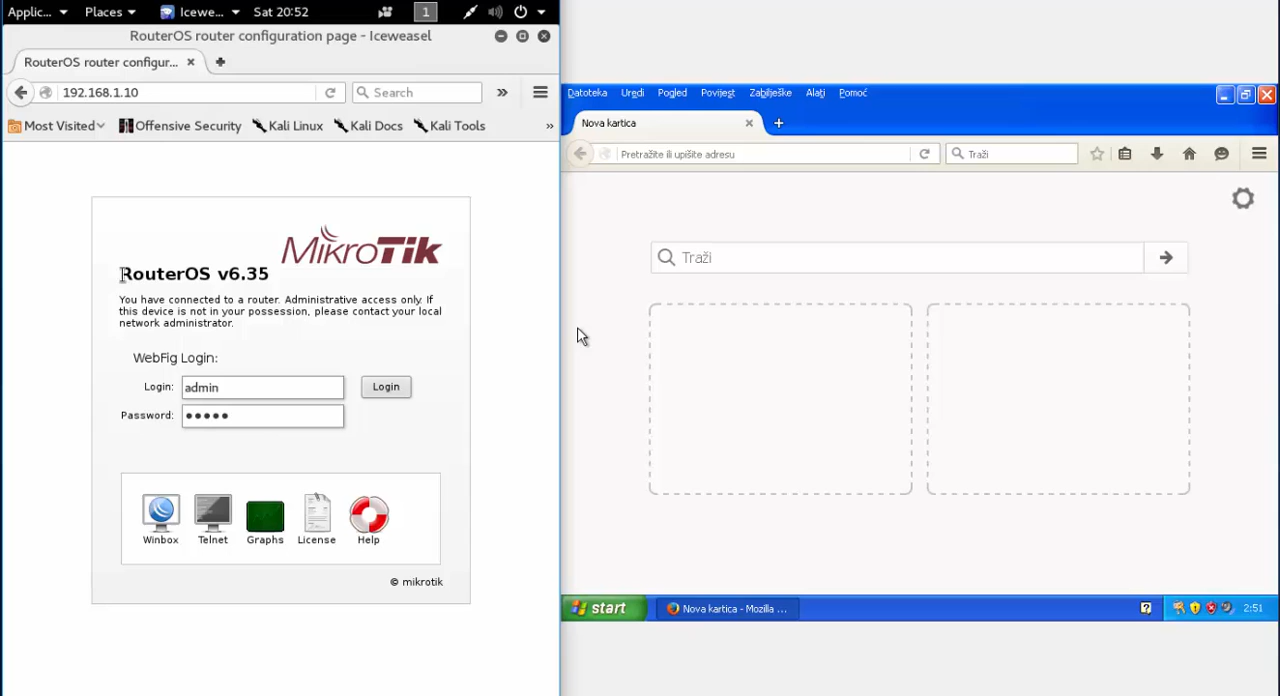 Applic...
Places
Icewe...
Sat 20:52
1
RouterOS router configuration page - Iceweasel
RouterOS router configur...
192.168.1.10
Search
Most Visited
Offensive Security
Kali Linux
Kali Docs
Kali Tools
MikroTik
RouterOS v6.35
You have connected to a router. Administrative access only. If
this device is not in your possession, please contact your local
network administrator.
WebFig Login:
Login:
admin
Login
Password:
Winbox
Telnet
Graphs
License
Help
© mikrotik
Datoteka
Uredi
Pogled
Povijest
Zabilješke
Alati
Pomoć
Nova kartica
Pretražite ili upišite adresu
Traži
Traži
start
Nova kartica - Mozilla ...
2:51